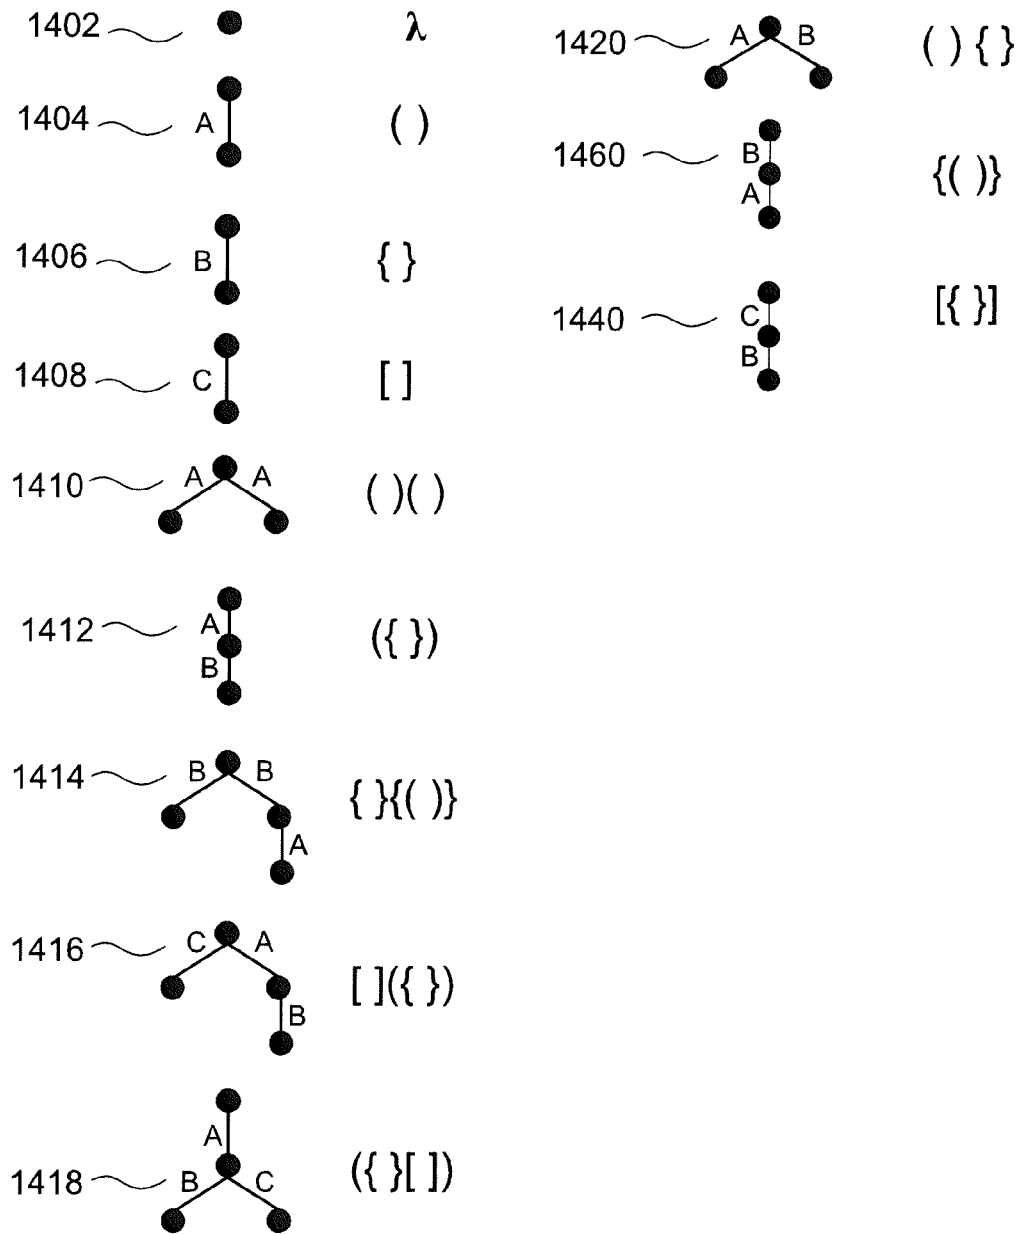 1402 λ
1404 A ( )
1406 B { }
1408 C [ ]
1410 A A ( )( )
1412 A B ({ })
1414 B B A { }{( )}
1416 C A B [ ]({ })
1418 A B C ({ }[ ])
1420 A B ( ) { }
1460 B A {( )}
1440 C B [{ }]